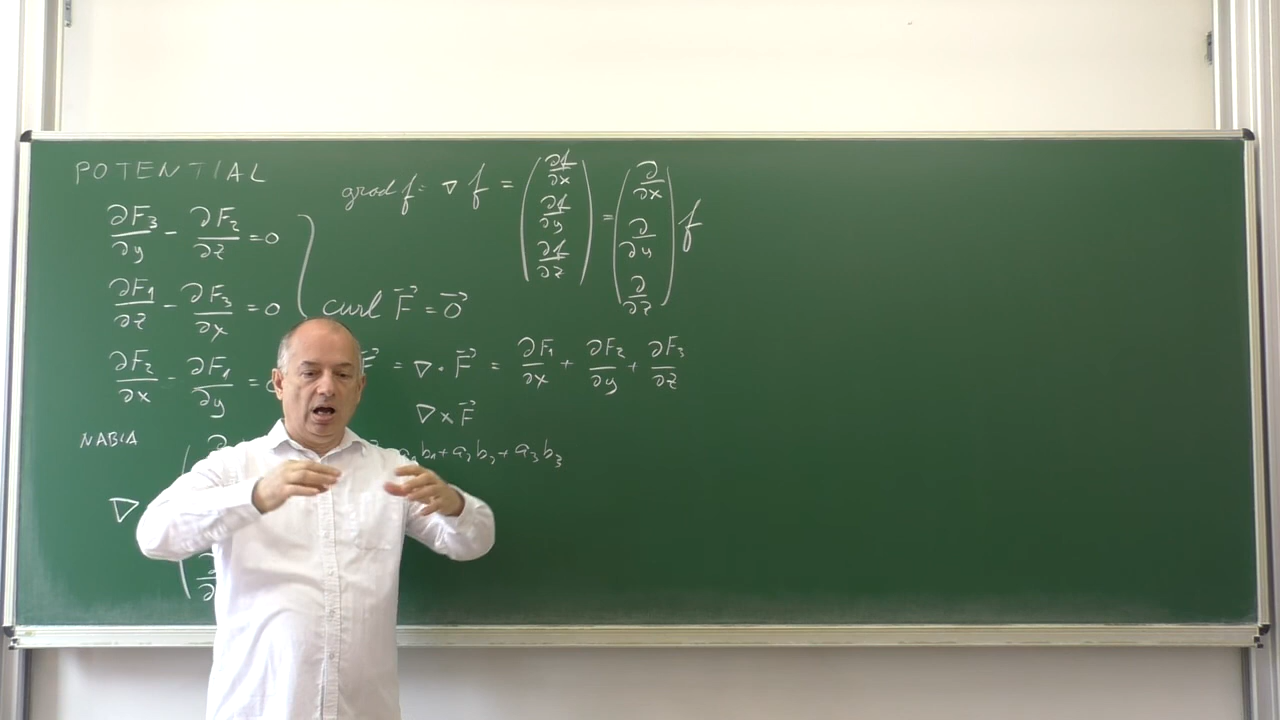 POTENTIAL
∂F₃/∂y - ∂F₂/∂z = 0
∂F₁/∂z - ∂F₃/∂x = 0
∂F₂/∂x - ∂F₁/∂y =
grad f = ∇ f = (∂f/∂x ∂f/∂y ∂f/∂z) = (∂/∂x ∂/∂y ∂/∂z) f
curl F⃗ = 0⃗
F⃗ = ∇ · F⃗ = ∂F₁/∂x + ∂F₂/∂y + ∂F₃/∂z
∇ × F⃗
b₁ + a₂ b₂ + a₃ b₃
NABLA
∇